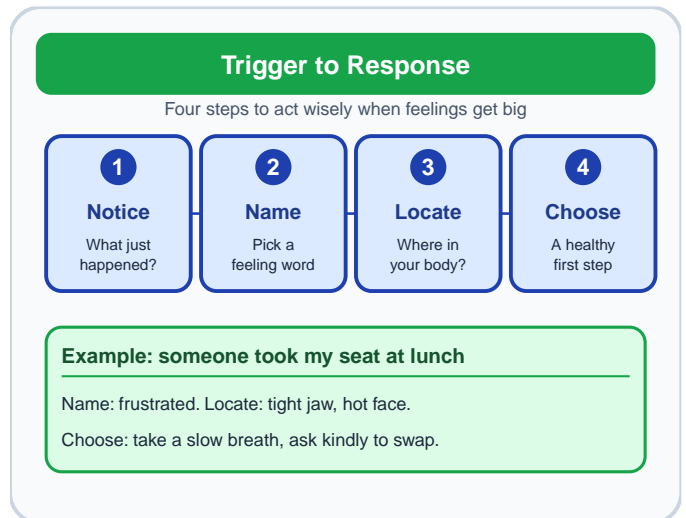 Trigger to Response
Four steps to act wisely when feelings get big
1
Notice
What just
happened?
2
Name
Pick a
feeling word
3
Locate
Where in
your body?
4
Choose
A healthy
first step
Example: someone took my seat at lunch
Name: frustrated. Locate: tight jaw, hot face.
Choose: take a slow breath, ask kindly to swap.